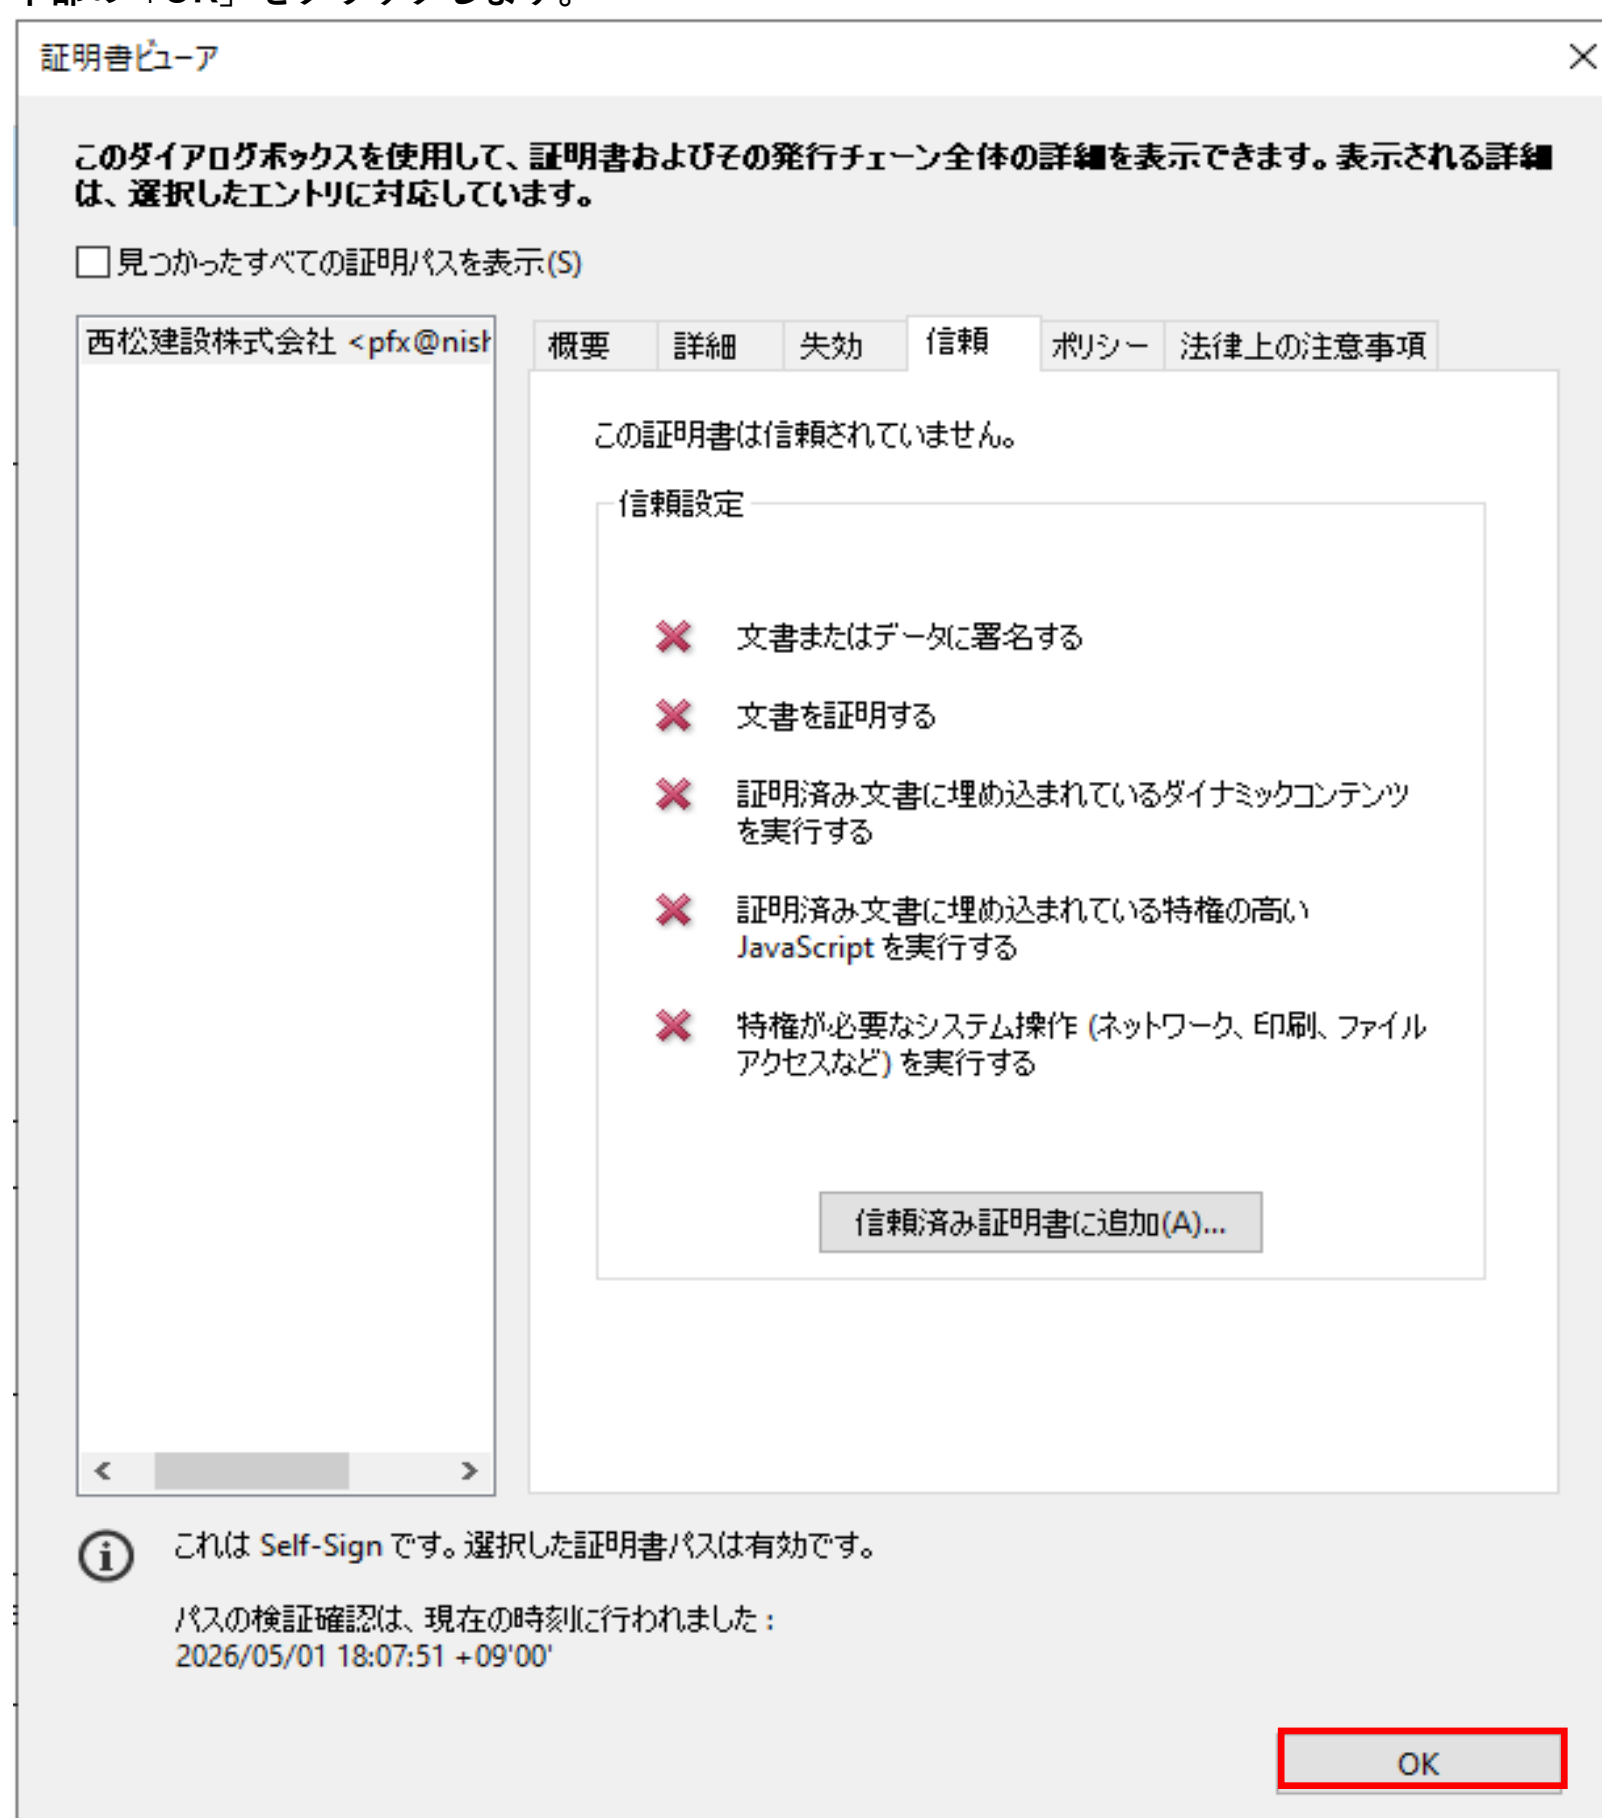 下部の「OK」をクリックします。
証明書ビューア
このダイアログボックスを使用して、証明書およびその発行チェーン全体の詳細を表示できます。表示される詳細
は、選択したエントリに対応しています。
見つかったすべての証明パスを表示(S)
西松建設株式会社 <pfx@nish
概要 詳細 失効 信頼 ポリシー 法律上の注意事項
この証明書は信頼されていません。
信頼設定
文書またはデータに署名する
文書を証明する
証明済み文書に埋め込まれているダイナミックコンテンツ
を実行する
証明済み文書に埋め込まれている特権の高い
JavaScript を実行する
特権が必要なシステム操作 (ネットワーク、印刷、ファイル
アクセスなど) を実行する
信頼済み証明書に追加(A)...
これは Self-Sign です。選択した証明書パスは有効です。
パスの検証確認は、現在の時刻に行われました :
2026/05/01 18:07:51 +09'00'
OK